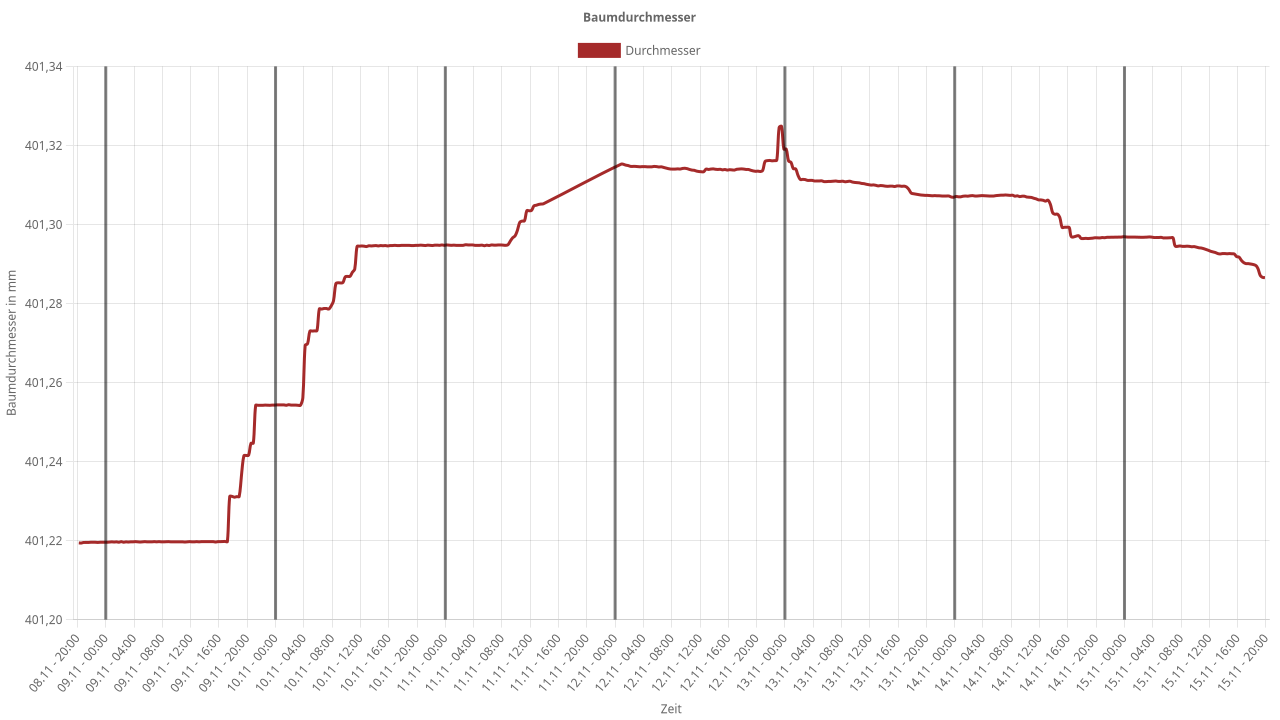 Baumdurchmesser
Durchmesser
401,34
401,32
401,30
401,28
401,26
401,24
401,22
401,20
Baumdurchmesser in mm
08.11 - 20:00
09.11 - 00:00
09.11 - 04:00
09.11 - 08:00
09.11 - 12:00
09.11 - 16:00
09.11 - 20:00
10.11 - 00:00
10.11 - 04:00
10.11 - 08:00
10.11 - 12:00
10.11 - 16:00
10.11 - 20:00
11.11 - 00:00
11.11 - 04:00
11.11 - 08:00
11.11 - 12:00
11.11 - 16:00
11.11 - 20:00
12.11 - 00:00
12.11 - 04:00
12.11 - 08:00
12.11 - 12:00
12.11 - 16:00
12.11 - 20:00
13.11 - 00:00
13.11 - 04:00
13.11 - 08:00
13.11 - 12:00
13.11 - 16:00
13.11 - 20:00
14.11 - 00:00
14.11 - 04:00
14.11 - 08:00
14.11 - 12:00
14.11 - 16:00
14.11 - 20:00
15.11 - 00:00
15.11 - 04:00
15.11 - 08:00
15.11 - 12:00
15.11 - 16:00
15.11 - 20:00
Zeit